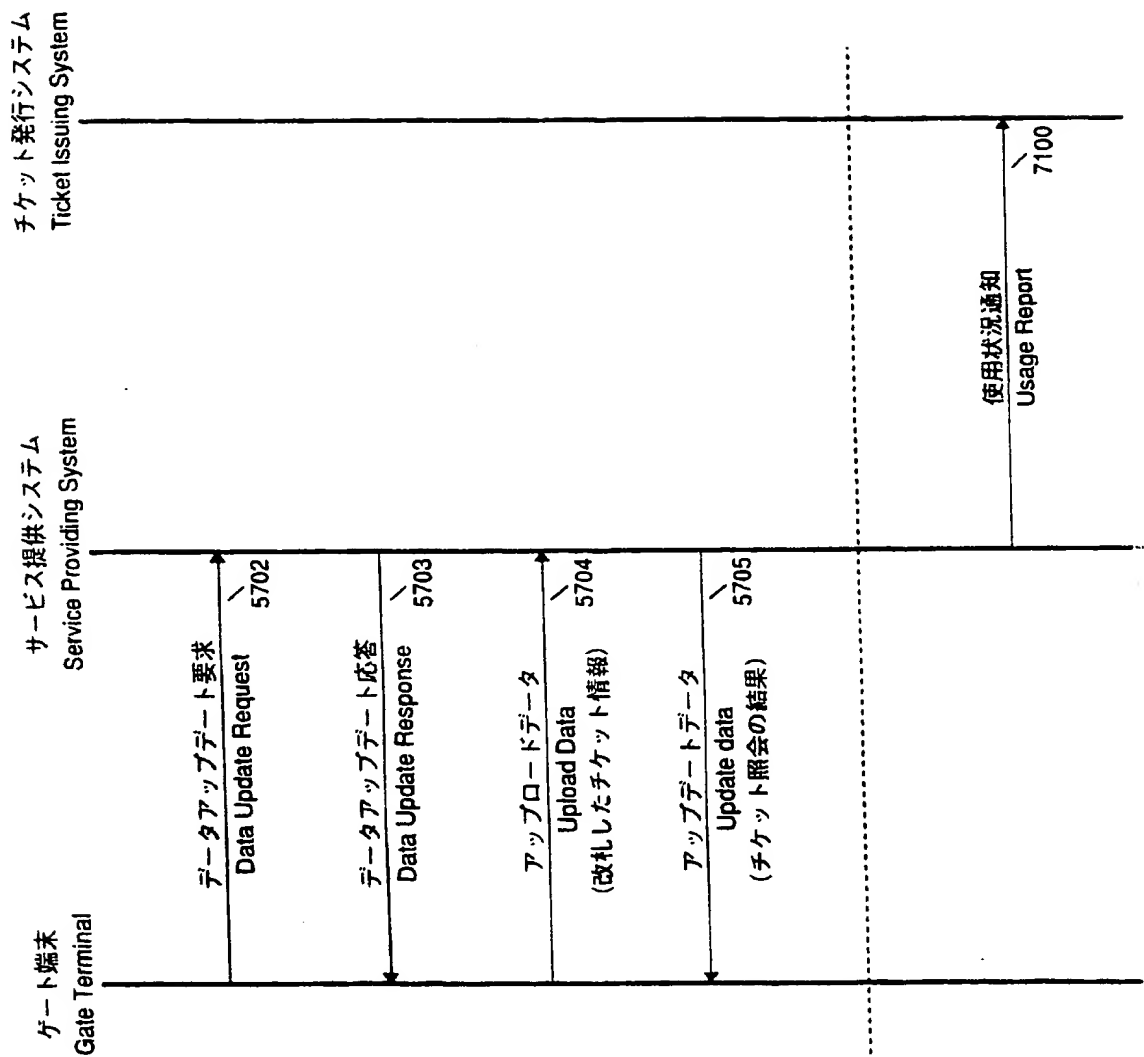 ゲート端末
Gate Terminal
サービス提供システム
Service Providing System
チケット発行システム
Ticket Issuing System
データアップデート要求
Data Update Request
5702
データアップデート応答
Data Update Response
5703
アップロードデータ
Upload Data
(改札したチケット情報)
5704
アップデートデータ
Update data
(チケット照会の結果)
5705
使用状況通知
Usage Report
7100